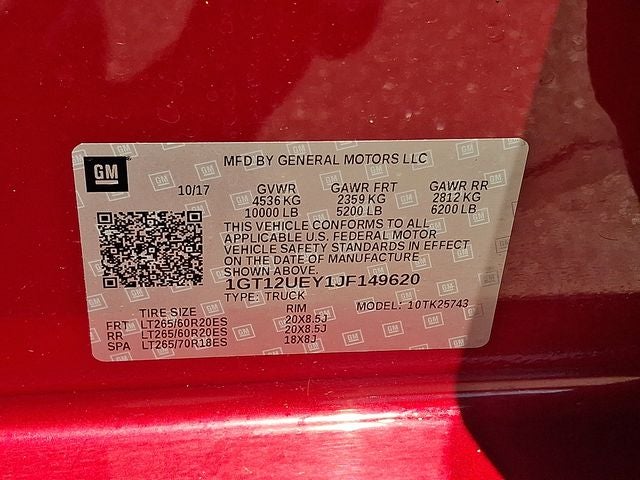 GM
MFD BY GENERAL MOTORS LLC
10/17 GVWR GAWR FRT GAWR RR
4536 KG 2359 KG 2812 KG
10000 LB 5200 LB 6200 LB
THIS VEHICLE CONFORMS TO ALL
APPLICABLE U.S. FEDERAL MOTOR
VEHICLE SAFETY STANDARDS IN EFFECT
ON THE DATE OF MANUFACTURE
SHOWN ABOVE.
1GT12UEY1JF149620
TYPE: TRUCK MODEL: 10TK25743
TIRE SIZE RIM
FRT LT265/60R20ES 20X8.5J
RR LT265/60R20ES 20X8.5J
SPA LT265/70R18ES 18X8J